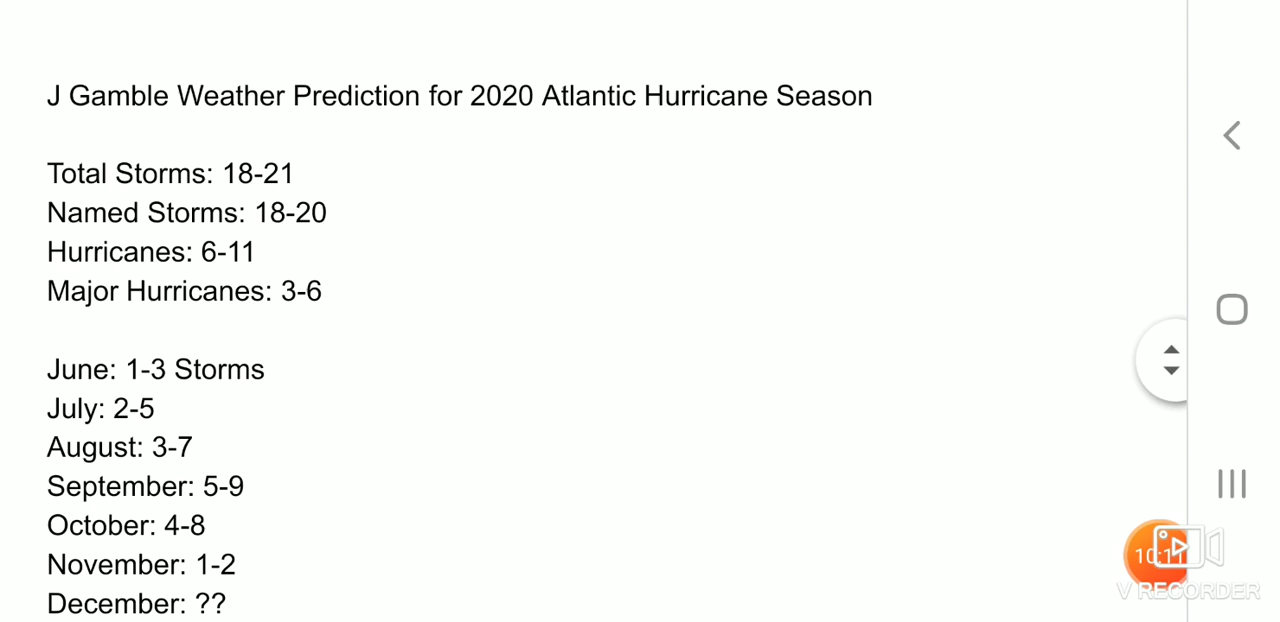 J Gamble Weather Prediction for 2020 Atlantic Hurricane Season
Total Storms: 18-21
Named Storms: 18-20
Hurricanes: 6-11
Major Hurricanes: 3-6
June: 1-3 Storms
July: 2-5
August: 3-7
September: 5-9
October: 4-8
November: 1-2
December: ??
V RECORDER